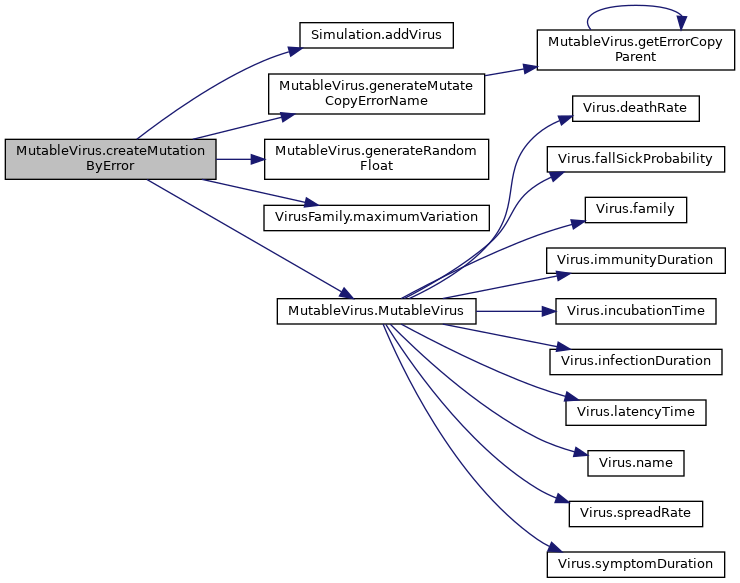 MutableVirus.createMutation
ByError
Simulation.addVirus
MutableVirus.generateMutate
CopyErrorName
MutableVirus.generateRandom
Float
VirusFamily.maximumVariation
MutableVirus.MutableVirus
MutableVirus.getErrorCopy
Parent
Virus.deathRate
Virus.fallSickProbability
Virus.family
Virus.immunityDuration
Virus.incubationTime
Virus.infectionDuration
Virus.latencyTime
Virus.name
Virus.spreadRate
Virus.symptomDuration